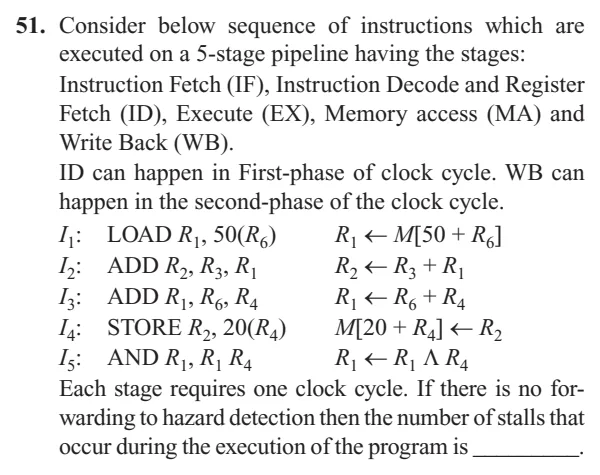 51. Consider below sequence of instructions which are
executed on a 5-stage pipeline having the stages:
Instruction Fetch (IF), Instruction Decode and Register
Fetch (ID), Execute (EX), Memory access (MA) and
Write Back (WB).
ID can happen in First-phase of clock cycle. WB can
happen in the second-phase of the clock cycle.
I₁: LOAD R₁, 50(R₆) R₁ ← M[50 + R₆]
I₂: ADD R₂, R₃, R₁ R₂ ← R₃ + R₁
I₃: ADD R₁, R₆, R₄ R₁ ← R₆ + R₄
I₄: STORE R₂, 20(R₄) M[20 + R₄] ← R₂
I₅: AND R₁, R₁ R₄ R₁ ← R₁ Λ R₄
Each stage requires one clock cycle. If there is no for-
warding to hazard detection then the number of stalls that
occur during the execution of the program is _________.